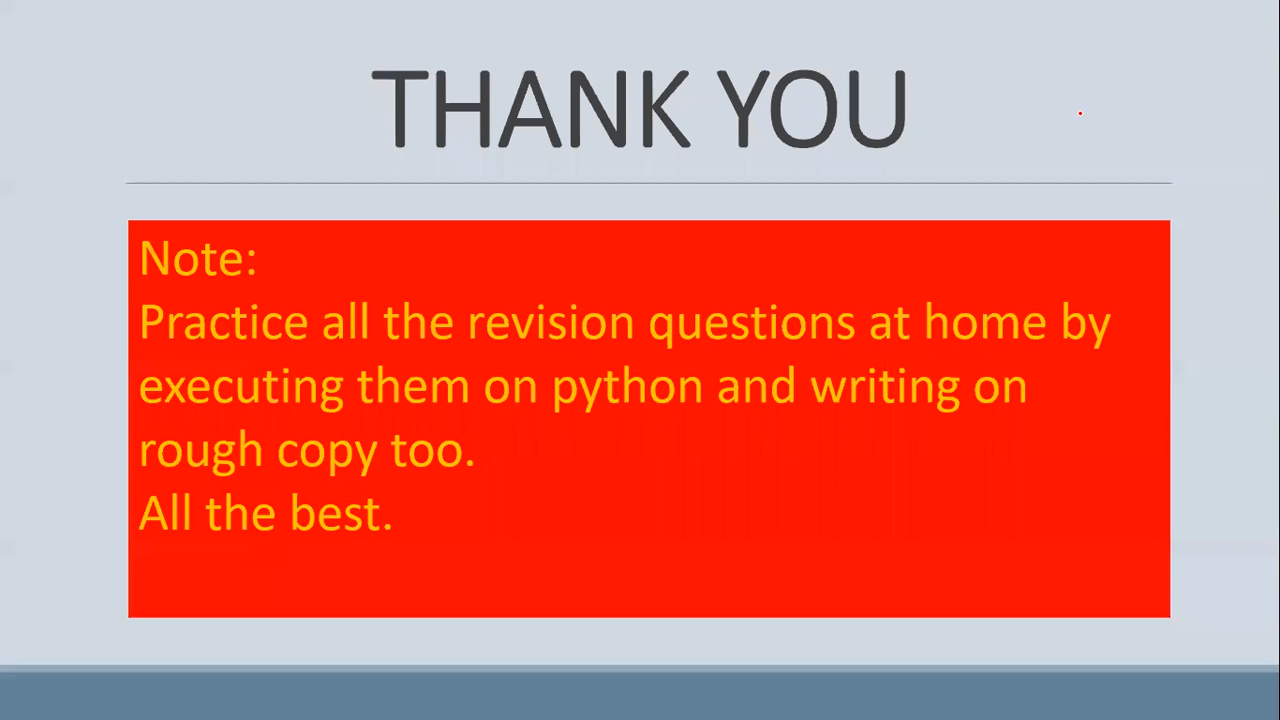 THANK YOU
Note:
Practice all the revision questions at home by
executing them on python and writing on
rough copy too.
All the best.